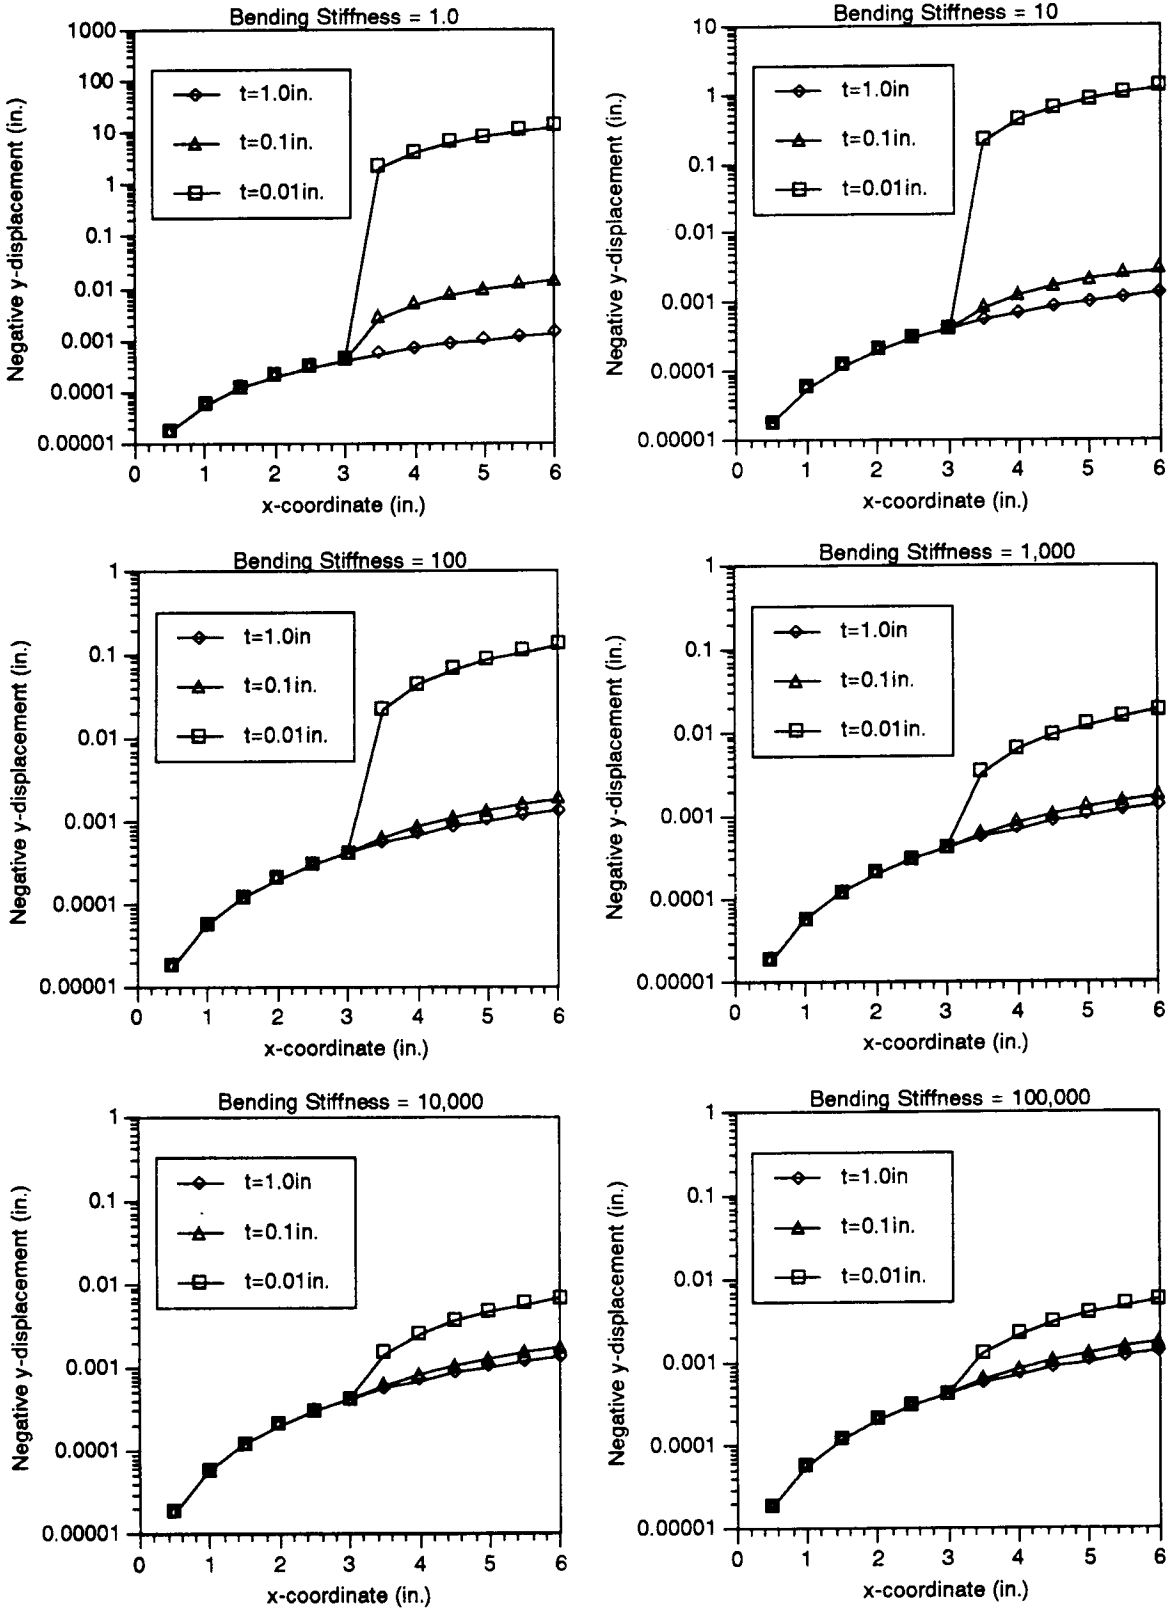 Bending Stiffness = 1.0
1000
100
10
1
0.1
0.01
0.001
0.0001
0.00001
Negative y-displacement (in.)
t=1.0in.
t=0.1in.
t=0.01in.
0 1 2 3 4 5 6
x-coordinate (in.)
Bending Stiffness = 10
10
1
0.1
0.01
0.001
0.0001
0.00001
Negative y-displacement (in.)
t=1.0in
t=0.1in.
t=0.01in.
0 1 2 3 4 5 6
x-coordinate (in.)
Bending Stiffness = 100
1
0.1
0.01
0.001
0.0001
0.00001
Negative y-displacement (in.)
t=1.0in
t=0.1in.
t=0.01in.
0 1 2 3 4 5 6
x-coordinate (in.)
Bending Stiffness = 1,000
1
0.1
0.01
0.001
0.0001
0.00001
Negative y-displacement (in.)
t=1.0in
t=0.1in.
t=0.01in.
0 1 2 3 4 5 6
x-coordinate (in.)
Bending Stiffness = 10,000
1
0.1
0.01
0.001
0.0001
0.00001
Negative y-displacement (in.)
t=1.0in
t=0.1in.
t=0.01in.
0 1 2 3 4 5 6
x-coordinate (in.)
Bending Stiffness = 100,000
1
0.1
0.01
0.001
0.0001
0.00001
Negative y-displacement (in.)
t=1.0in
t=0.1in.
t=0.01in.
0 1 2 3 4 5 6
x-coordinate (in.)